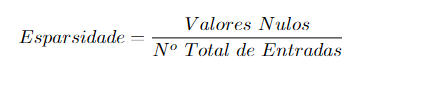 Esparsidade = Valores Nulos / Nº Total de Entradas